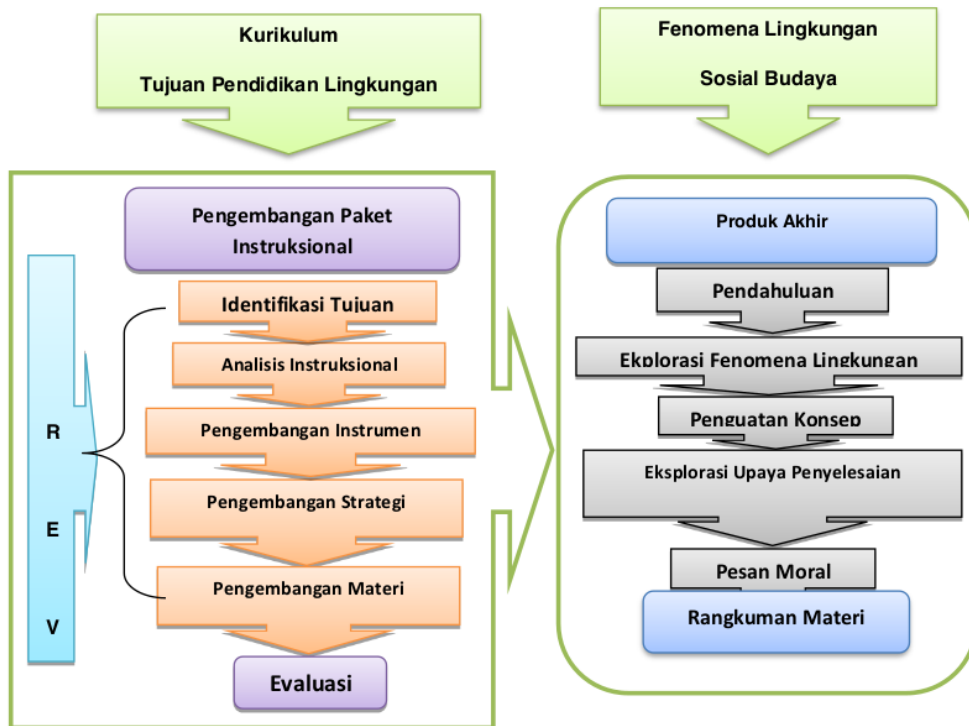 Kurikulum
Tujuan Pendidikan Lingkungan
Fenomena Lingkungan
Sosial Budaya
Pengembangan Paket
Instruksional
Identifikasi Tujuan
Analisis Instruksional
Pengembangan Instrumen
Pengembangan Strategi
Pengembangan Materi
Evaluasi
R
E
V
Produk Akhir
Pendahuluan
Ekplorasi Fenomena Lingkungan
Penguatan Konsep
Eksplorasi Upaya Penyelesaian
Pesan Moral
Rangkuman Materi